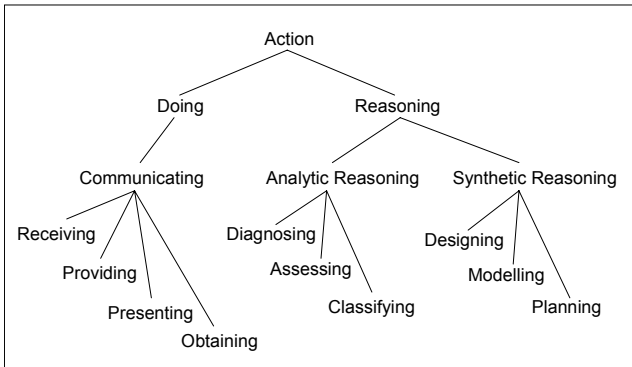 Action
Doing Reasoning
Communicating Analytic Reasoning Synthetic Reasoning
Receiving Diagnosing Designing
Providing Assessing Modelling
Presenting Classifying Planning
Obtaining